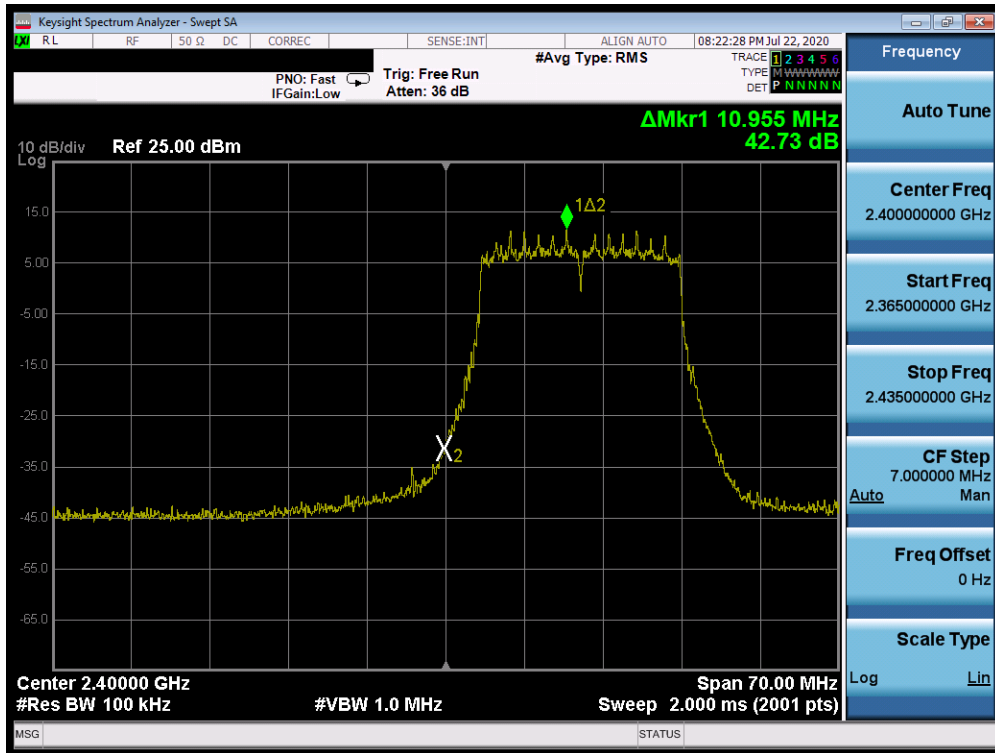 Keysight Spectrum Analyzer - Swept SA
LXI RL RF 50 Ω DC CORREC SENSE:INT ALIGN AUTO 08:22:28 PM Jul 22, 2020
#Avg Type: RMS
TRACE 1 2 3 4 5 6
PNO: Fast Trig: Free Run
TYPE M WWWWW
IFGain:Low Atten: 36 dB
DET P N N N N N
ΔMkr1 10.955 MHz
42.73 dB
10 dB/div Ref 25.00 dBm
Log
1Δ2
15.0
5.00
-5.00
-15.0
-25.0
X2
-35.0
-45.0
-55.0
-65.0
Center 2.40000 GHz Span 70.00 MHz
#Res BW 100 kHz #VBW 1.0 MHz Sweep 2.000 ms (2001 pts)
MSG STATUS
Frequency
Auto Tune
Center Freq
2.400000000 GHz
Start Freq
2.365000000 GHz
Stop Freq
2.435000000 GHz
CF Step
7.000000 MHz
Auto Man
Freq Offset
0 Hz
Scale Type
Log Lin